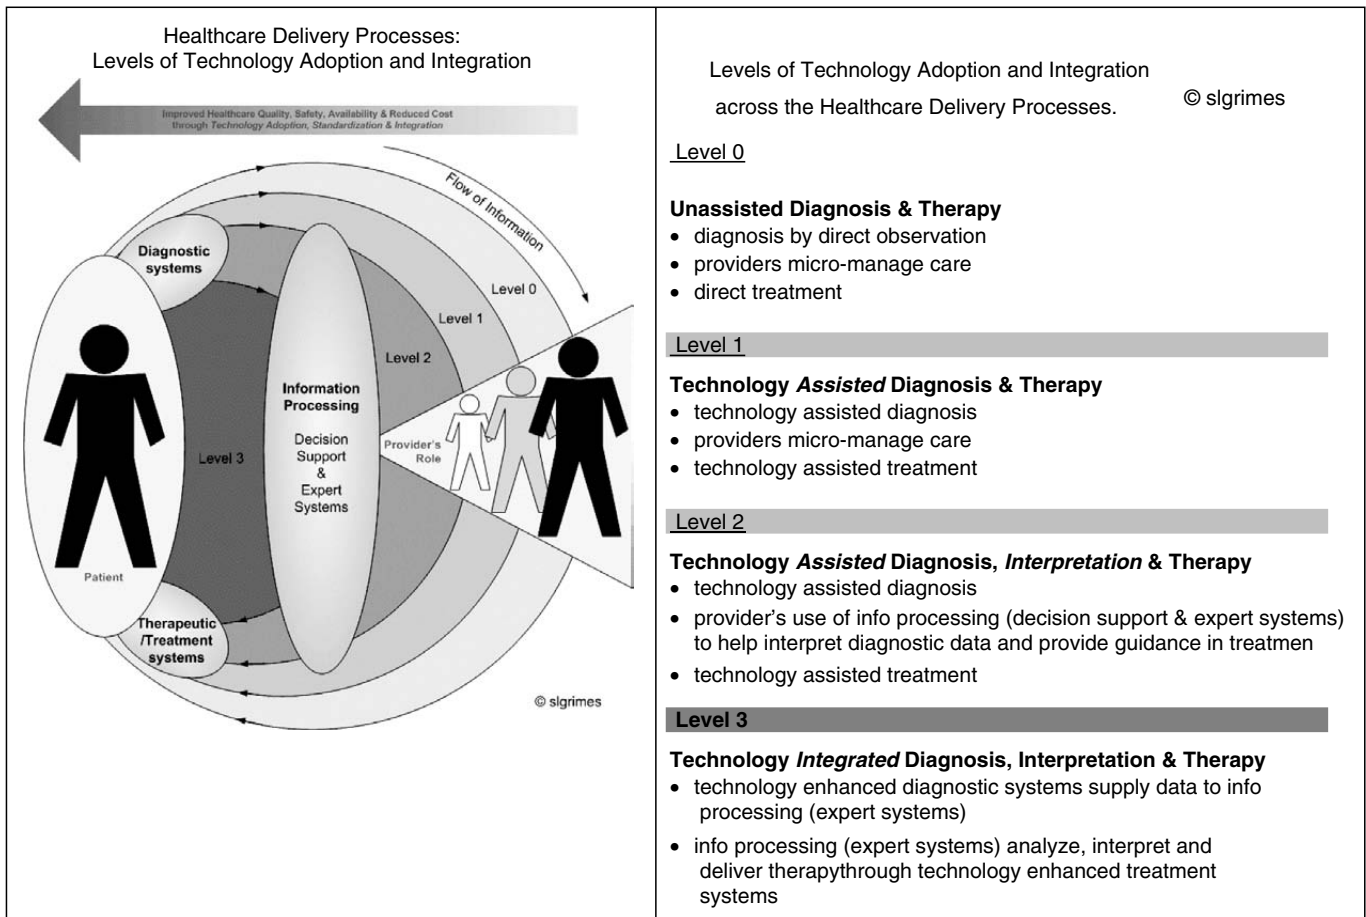 Healthcare Delivery Processes:
Levels of Technology Adoption and Integration
Improved Healthcare Quality, Safety, Availability & Reduced Cost
through Technology Adoption, Standardization & Integration
Flow of Information
Diagnostic
systems
Level 0
Level 1
Level 2
Information
Processing
Decision
Support
&
Expert
Systems
Provider's
Role
Level 3
Patient
Therapeutic
/Treatment
systems
© slgrimes
Levels of Technology Adoption and Integration
across the Healthcare Delivery Processes.
© slgrimes
Level 0
Unassisted Diagnosis & Therapy
• diagnosis by direct observation
• providers micro-manage care
• direct treatment
Level 1
Technology Assisted Diagnosis & Therapy
• technology assisted diagnosis
• providers micro-manage care
• technology assisted treatment
Level 2
Technology Assisted Diagnosis, Interpretation & Therapy
• technology assisted diagnosis
• provider's use of info processing (decision support & expert systems)
to help interpret diagnostic data and provide guidance in treatmen
• technology assisted treatment
Level 3
Technology Integrated Diagnosis, Interpretation & Therapy
• technology enhanced diagnostic systems supply data to info
processing (expert systems)
• info processing (expert systems) analyze, interpret and
deliver therapythrough technology enhanced treatment
systems